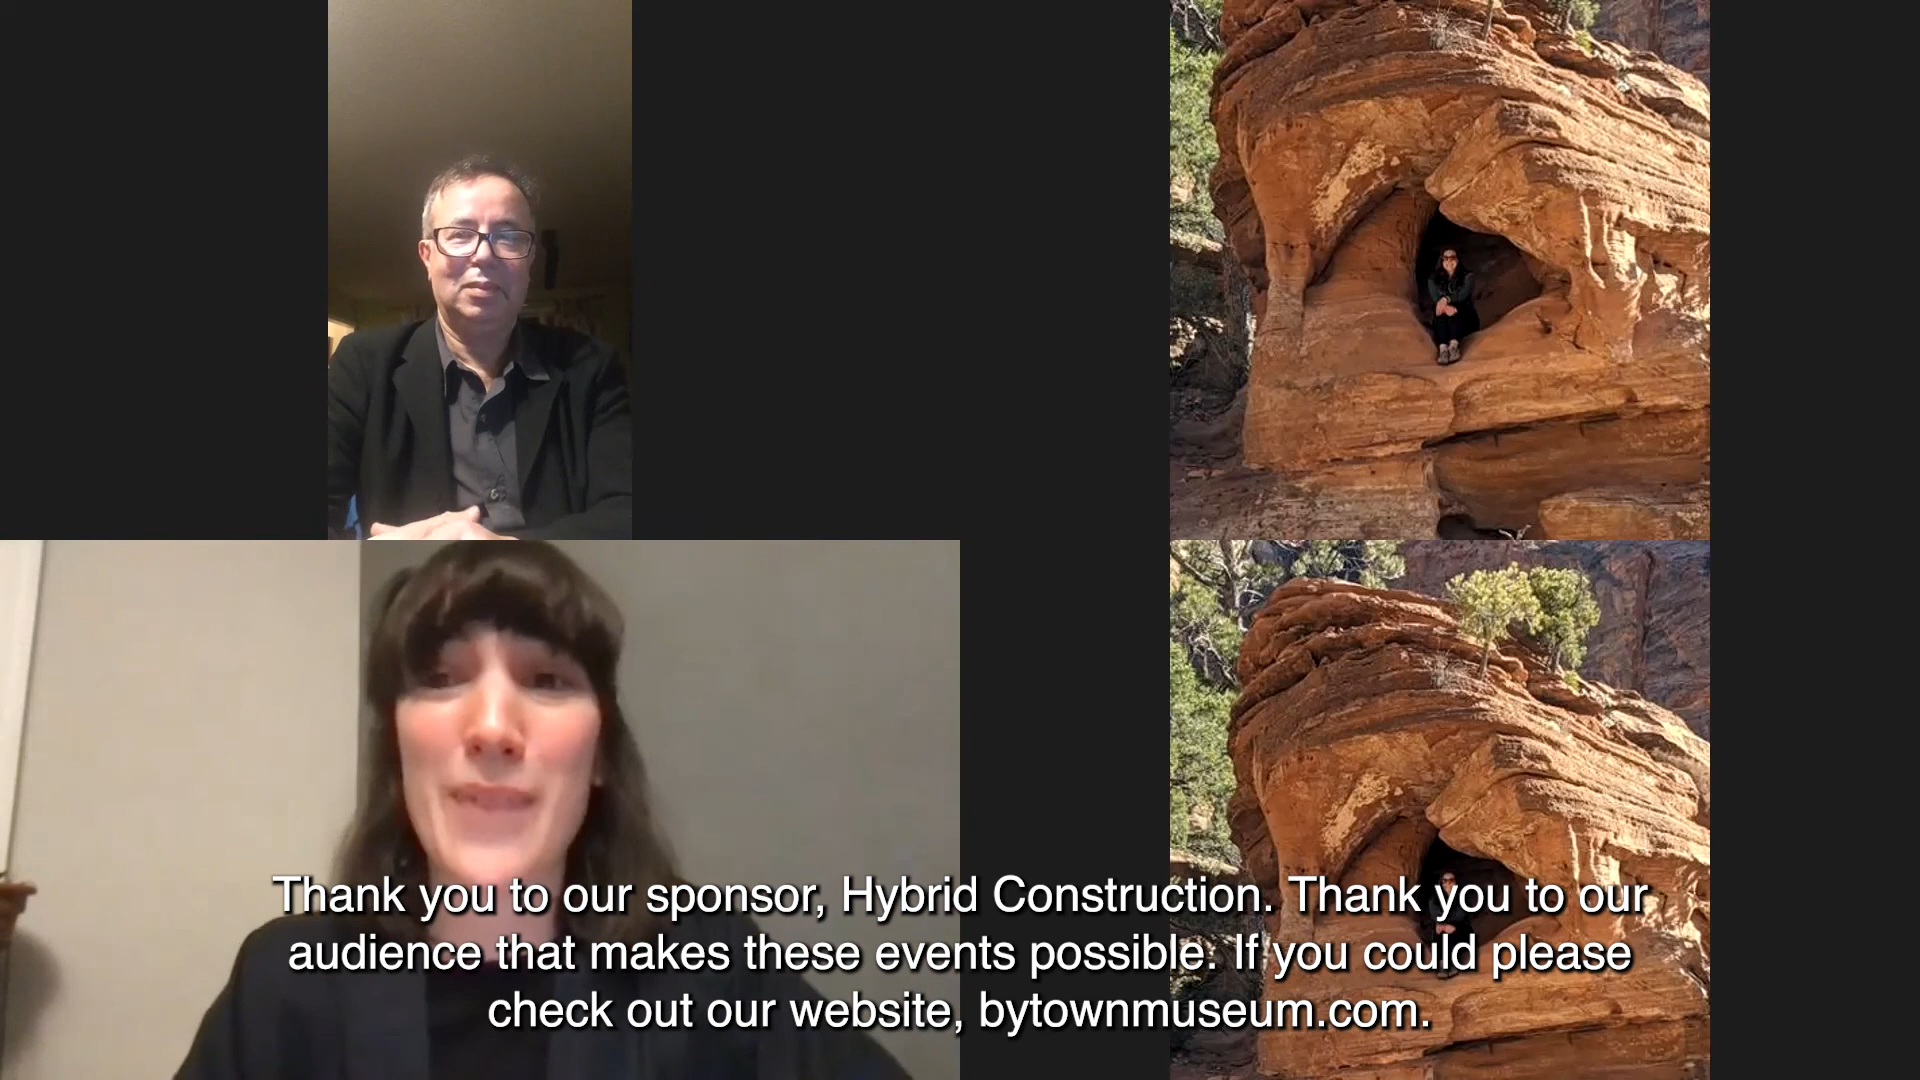 Thank you to our sponsor, Hybrid Construction. Thank you to our
audience that makes these events possible. If you could please
check out our website, bytownmuseum.com.